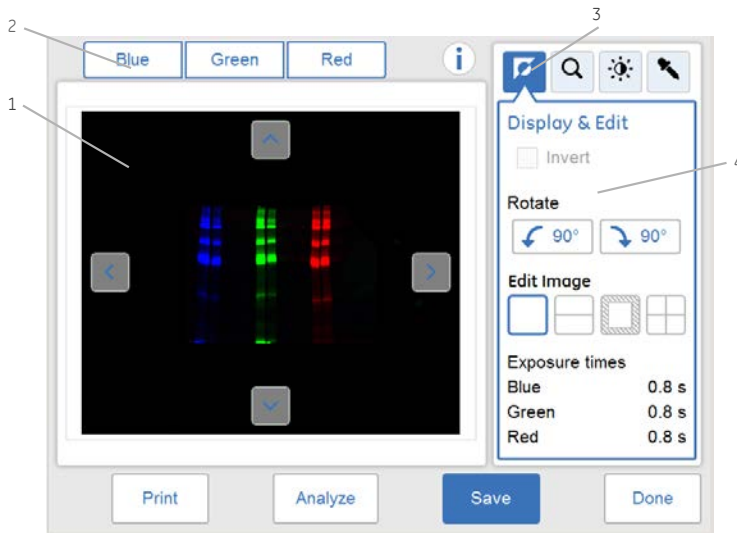 3
2
Blue Green Red i
1
Display & Edit
Invert
4
Rotate
90° 90°
Edit Image
Exposure times
Blue 0.8 s
Green 0.8 s
Red 0.8 s
Print Analyze Save Done